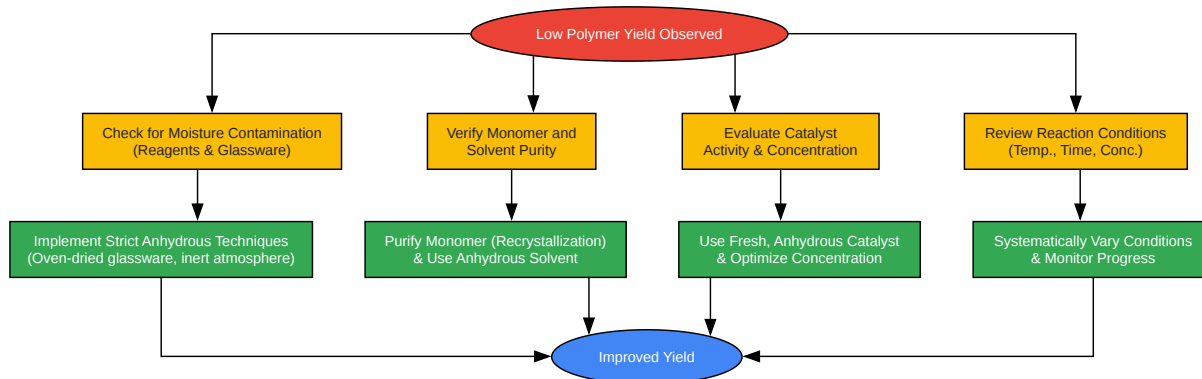 Low Polymer Yield Observed
Check for Moisture Contamination
(Reagents & Glassware)
Verify Monomer and
Solvent Purity
Evaluate Catalyst
Activity & Concentration
Review Reaction Conditions
(Temp., Time, Conc.)
Implement Strict Anhydrous Techniques
(Oven-dried glassware, inert atmosphere)
Purify Monomer (Recrystallization)
& Use Anhydrous Solvent
Use Fresh, Anhydrous Catalyst
& Optimize Concentration
Systematically Vary Conditions
& Monitor Progress
Improved Yield